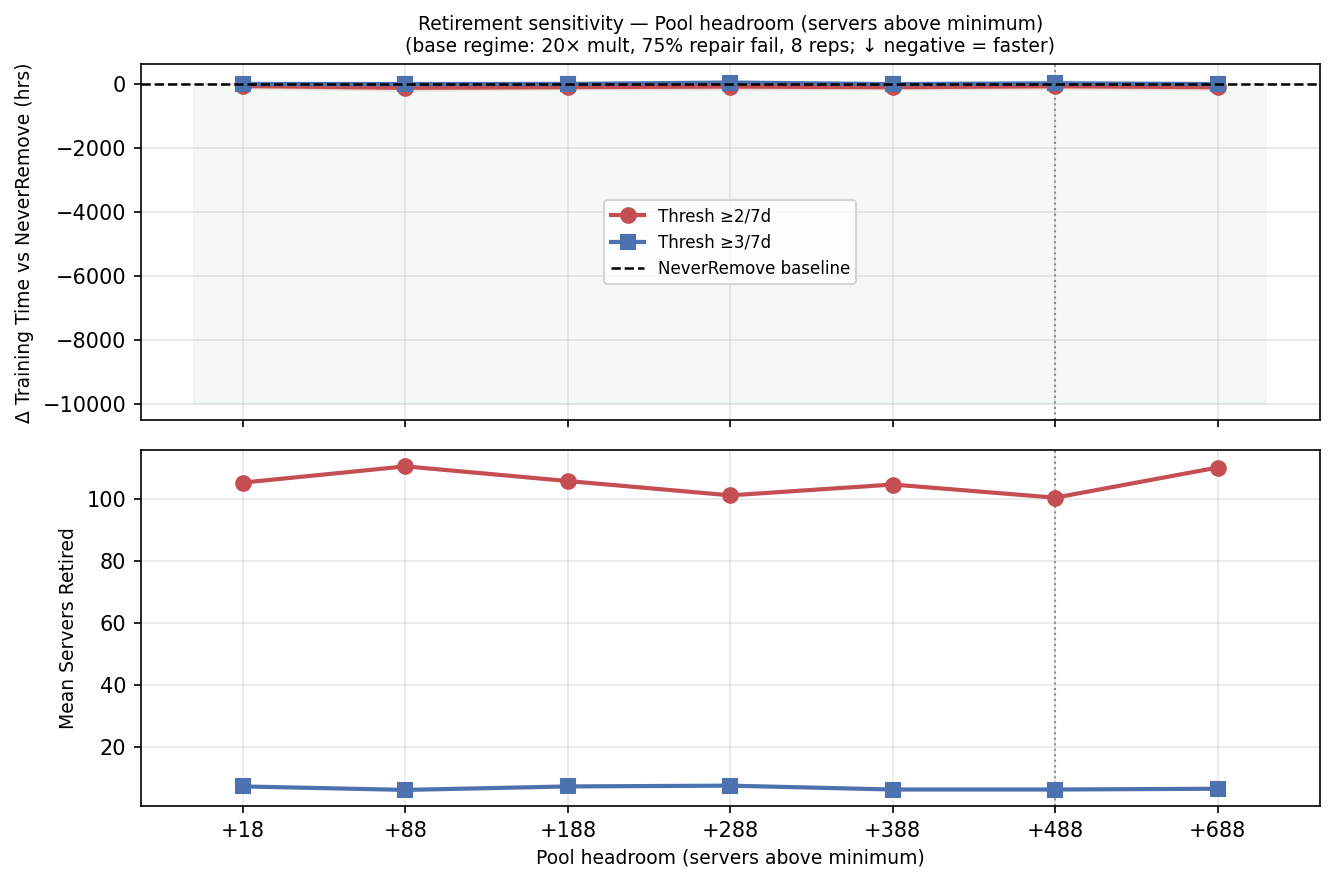 Retirement sensitivity — Pool headroom (servers above minimum)
(base regime: 20× mult, 75% repair fail, 8 reps; ↓ negative = faster)
Δ Training Time vs NeverRemove (hrs)
0
−2000
−4000
−6000
−8000
−10000
Thresh ≥2/7d
Thresh ≥3/7d
NeverRemove baseline
Mean Servers Retired
100
80
60
40
20
+18
+88
+188
+288
+388
+488
+688
Pool headroom (servers above minimum)